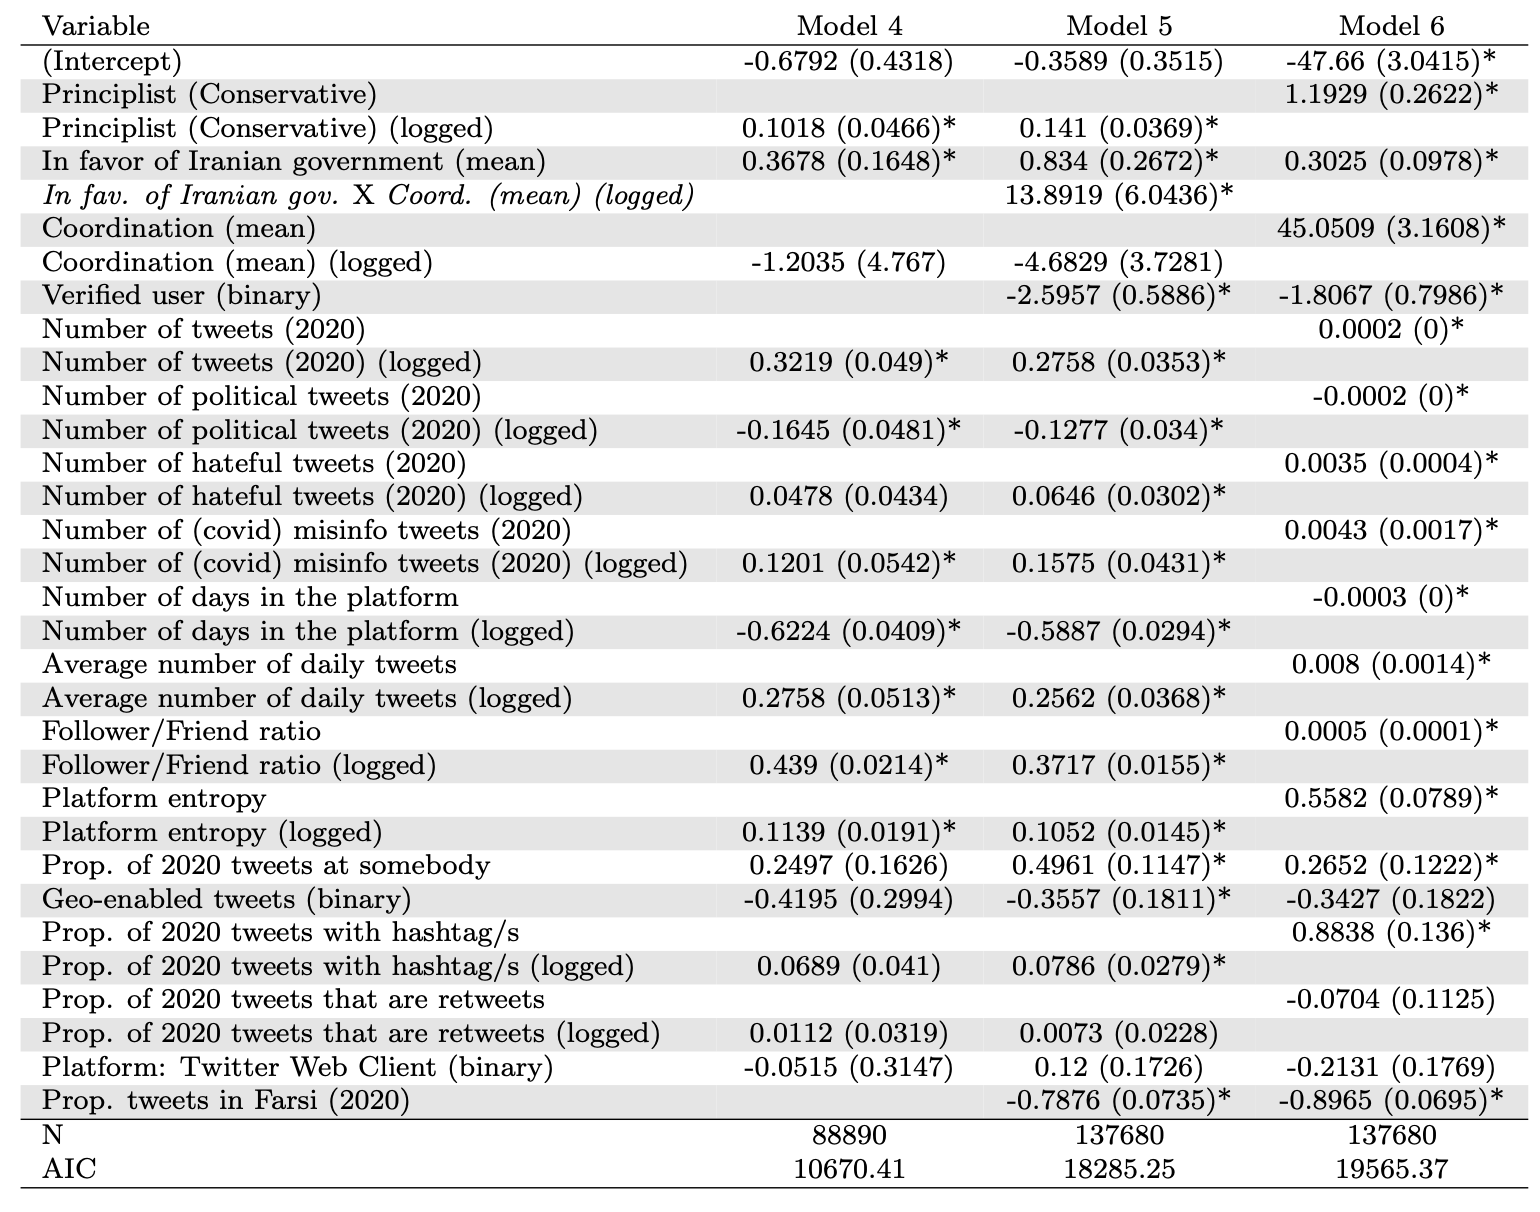 Variable Model 4 Model 5 Model 6
(Intercept) -0.6792 (0.4318) -0.3589 (0.3515) -47.66 (3.0415)*
Principlist (Conservative) 1.1929 (0.2622)*
Principlist (Conservative) (logged) 0.1018 (0.0466)* 0.141 (0.0369)*
In favor of Iranian government (mean) 0.3678 (0.1648)* 0.834 (0.2672)* 0.3025 (0.0978)*
In fav. of Iranian gov. X Coord. (mean) (logged) 13.8919 (6.0436)*
Coordination (mean) 45.0509 (3.1608)*
Coordination (mean) (logged) -1.2035 (4.767) -4.6829 (3.7281)
Verified user (binary) -2.5957 (0.5886)* -1.8067 (0.7986)*
Number of tweets (2020) 0.0002 (0)*
Number of tweets (2020) (logged) 0.3219 (0.049)* 0.2758 (0.0353)*
Number of political tweets (2020) -0.0002 (0)*
Number of political tweets (2020) (logged) -0.1645 (0.0481)* -0.1277 (0.034)*
Number of hateful tweets (2020) 0.0035 (0.0004)*
Number of hateful tweets (2020) (logged) 0.0478 (0.0434) 0.0646 (0.0302)*
Number of (covid) misinfo tweets (2020) 0.0043 (0.0017)*
Number of (covid) misinfo tweets (2020) (logged) 0.1201 (0.0542)* 0.1575 (0.0431)*
Number of days in the platform -0.0003 (0)*
Number of days in the platform (logged) -0.6224 (0.0409)* -0.5887 (0.0294)*
Average number of daily tweets 0.008 (0.0014)*
Average number of daily tweets (logged) 0.2758 (0.0513)* 0.2562 (0.0368)*
Follower/Friend ratio 0.0005 (0.0001)*
Follower/Friend ratio (logged) 0.439 (0.0214)* 0.3717 (0.0155)*
Platform entropy 0.5582 (0.0789)*
Platform entropy (logged) 0.1139 (0.0191)* 0.1052 (0.0145)*
Prop. of 2020 tweets at somebody 0.2497 (0.1626) 0.4961 (0.1147)* 0.2652 (0.1222)*
Geo-enabled tweets (binary) -0.4195 (0.2994) -0.3557 (0.1811)* -0.3427 (0.1822)
Prop. of 2020 tweets with hashtag/s 0.8838 (0.136)*
Prop. of 2020 tweets with hashtag/s (logged) 0.0689 (0.041) 0.0786 (0.0279)*
Prop. of 2020 tweets that are retweets -0.0704 (0.1125)
Prop. of 2020 tweets that are retweets (logged) 0.0112 (0.0319) 0.0073 (0.0228)
Platform: Twitter Web Client (binary) -0.0515 (0.3147) 0.12 (0.1726) -0.2131 (0.1769)
Prop. tweets in Farsi (2020) -0.7876 (0.0735)* -0.8965 (0.0695)*
N 88890 137680 137680
AIC 10670.41 18285.25 19565.37